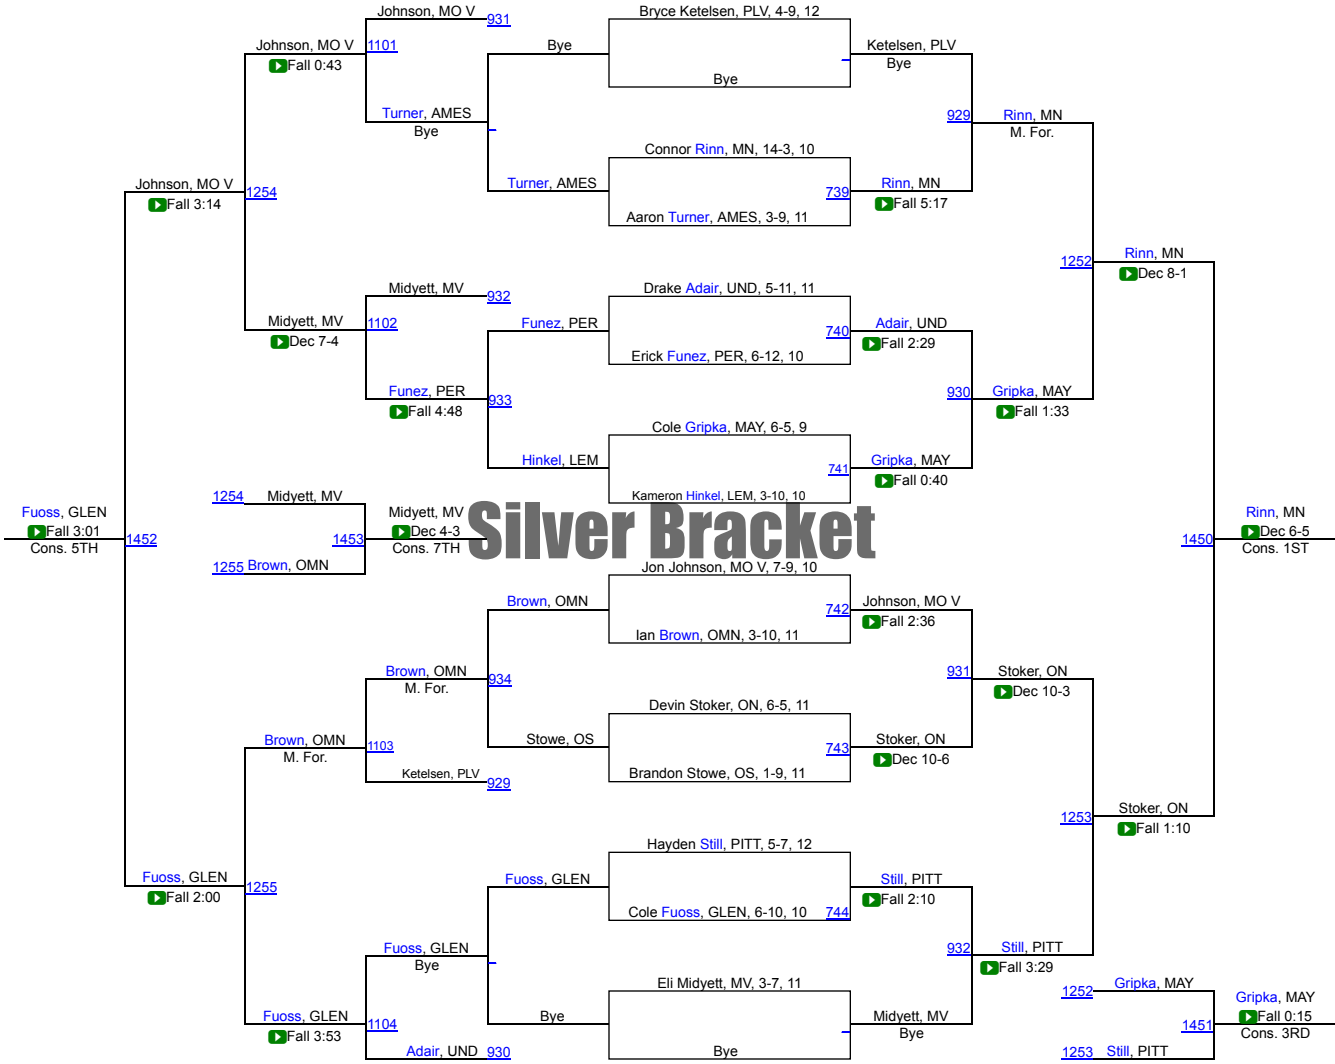 Johnson, MO V
931
Bryce Ketelsen, PLV, 4-9, 12
Johnson, MO V
1101
Fall 0:43
Bye
Ketelsen, PLV
Bye
Bye
Turner, AMES
Bye
929
Rinn, MN
M. For.
Connor Rinn, MN, 14-3, 10
Johnson, MO V
1254
Fall 3:14
Turner, AMES
739
Rinn, MN
Fall 5:17
Aaron Turner, AMES, 3-9, 11
1252
Rinn, MN
Dec 8-1
Midyett, MV
932
Drake Adair, UND, 5-11, 11
Midyett, MV
1102
Dec 7-4
Funez, PER
740
Adair, UND
Fall 2:29
Erick Funez, PER, 6-12, 10
Funez, PER
933
Fall 4:48
930
Gripka, MAY
Fall 1:33
Cole Gripka, MAY, 6-5, 9
Hinkel, LEM
741
Gripka, MAY
Fall 0:40
Kameron Hinkel, LEM, 3-10, 10
1254
Midyett, MV
Fuoss, GLEN
Fall 3:01
Cons. 5TH
1452
1453
Midyett, MV
Dec 4-3
Cons. 7TH
Silver Bracket
1450
Rinn, MN
Dec 6-5
Cons. 1ST
1255
Brown, OMN
Jon Johnson, MO V, 7-9, 10
Brown, OMN
742
Johnson, MO V
Fall 2:36
Ian Brown, OMN, 3-10, 11
Brown, OMN
M. For.
934
931
Stoker, ON
Dec 10-3
Devin Stoker, ON, 6-5, 11
Brown, OMN
M. For.
1103
Stowe, OS
743
Stoker, ON
Dec 10-6
Brandon Stowe, OS, 1-9, 11
Ketelsen, PLV
929
1253
Stoker, ON
Fall 1:10
Hayden Still, PITT, 5-7, 12
Fuoss, GLEN
Fall 2:00
1255
Fuoss, GLEN
Still, PITT
Fall 2:10
Cole Fuoss, GLEN, 6-10, 10
744
Fuoss, GLEN
Bye
932
Still, PITT
Fall 3:29
Eli Midyett, MV, 3-7, 11
1252
Gripka, MAY
Fuoss, GLEN
Fall 3:53
1104
Bye
Midyett, MV
Bye
1451
Gripka, MAY
Fall 0:15
Cons. 3RD
Adair, UND
930
Bye
1253
Still, PITT